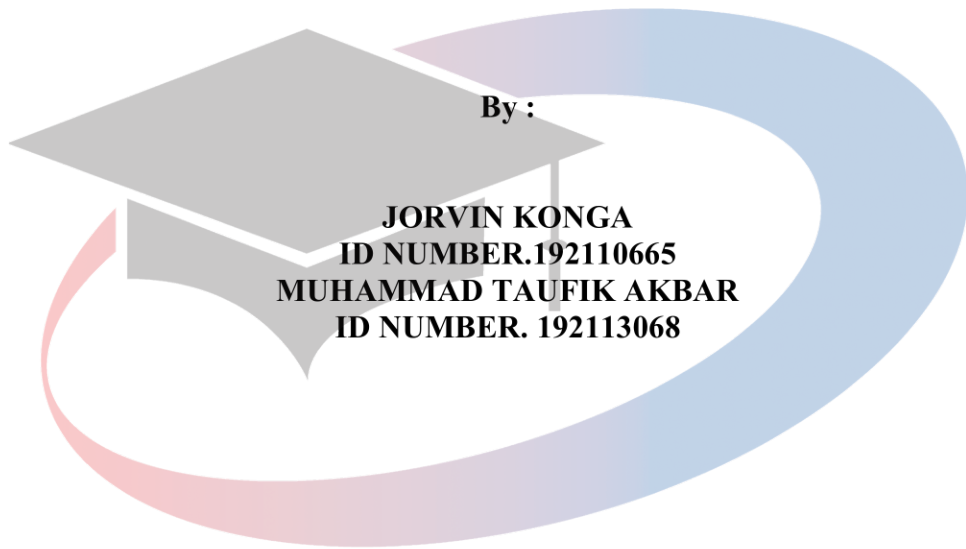 By :
JORVIN KONGA
ID NUMBER.192110665
MUHAMMAD TAUFIK AKBAR
ID NUMBER. 192113068